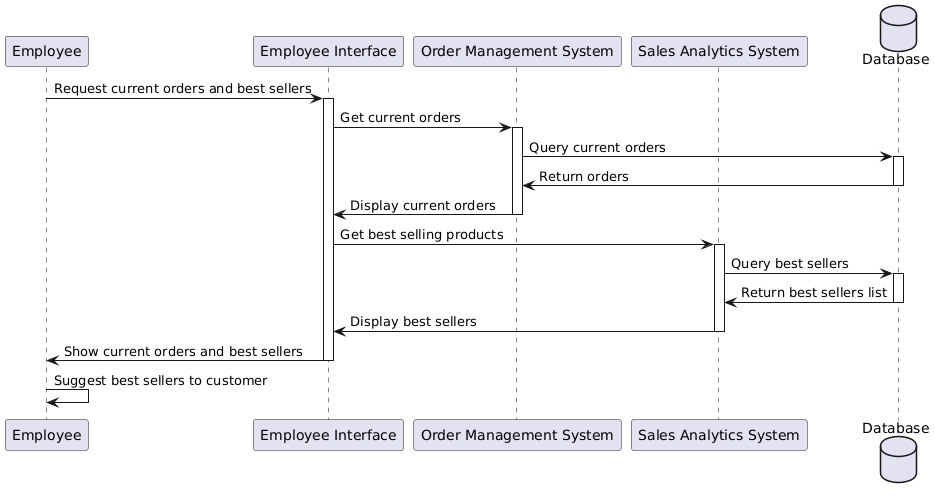 Employee
Employee Interface
Order Management System
Sales Analytics System
Database
Request current orders and best sellers
Get current orders
Query current orders
Return orders
Display current orders
Get best selling products
Query best sellers
Return best sellers list
Display best sellers
Show current orders and best sellers
Suggest best sellers to customer
Employee
Employee Interface
Order Management System
Sales Analytics System
Database